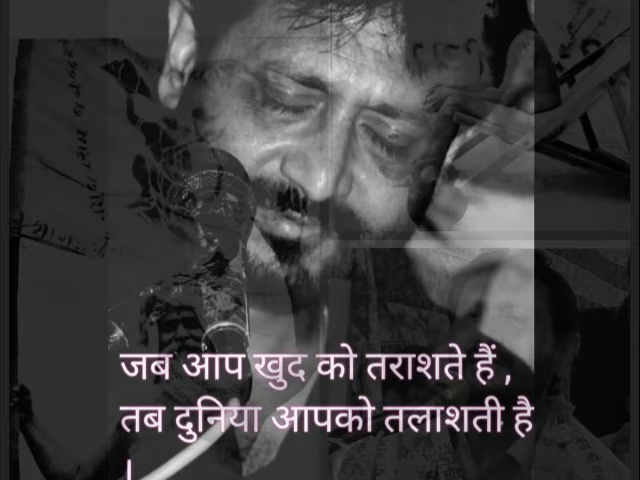 जब आप खुद को तराशते हैं ,
तब दुनिया आपको तलाशती है
।